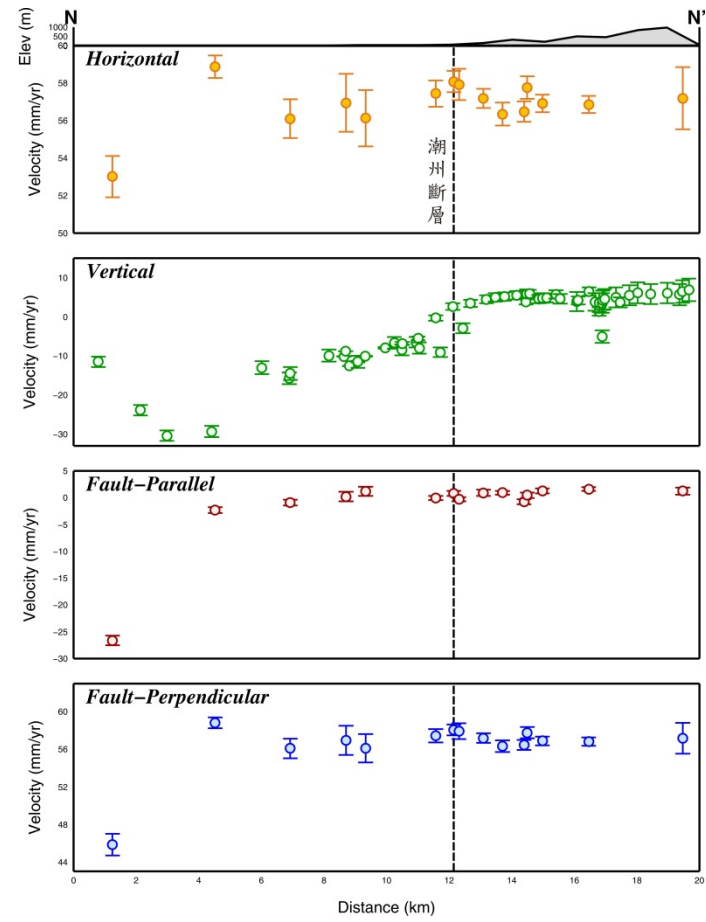 N N’
Elev (m)
1000
500
0
Horizontal
Velocity (mm/yr)
60
58
56
54
52
50
潮州斷層
Vertical
Velocity (mm/yr)
10
0
−10
−20
−30
Fault−Parallel
Velocity (mm/yr)
5
0
−5
−10
−15
−20
−25
−30
Fault−Perpendicular
Velocity (mm/yr)
60
56
52
48
44
0 2 4 6 8 10 12 14 16 18 20
Distance (km)